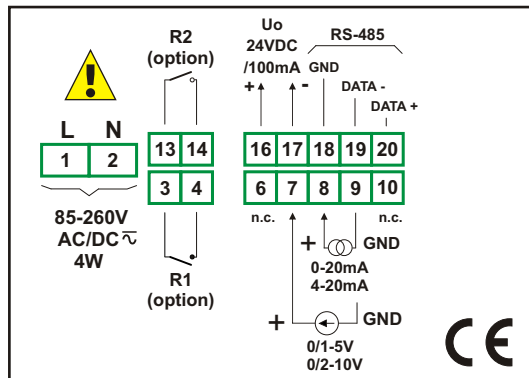 R2
(option)
Uo
24VDC
/100mA
+ -
RS-485
GND
DATA -
DATA +
L N
1 2
13 14
3 4
16 17 18 19 20
6 7 8 9 10
n.c. n.c.
85-260V
AC/DC
4W
R1
(option)
+ GND
0-20mA
4-20mA
+ GND
0/1-5V
0/2-10V
CE